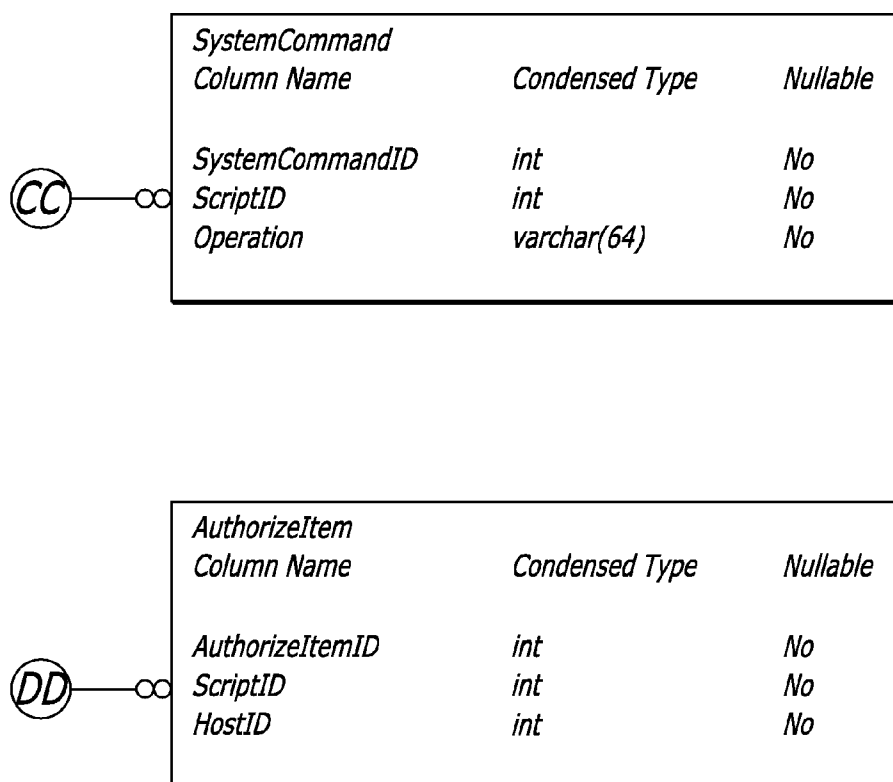 SystemCommand
Column Name Condensed Type Nullable
SystemCommandID int No
CC
ScriptID int No
Operation varchar(64) No
AuthorizeItem
Column Name Condensed Type Nullable
AuthorizeItemID int No
DD
ScriptID int No
HostID int No